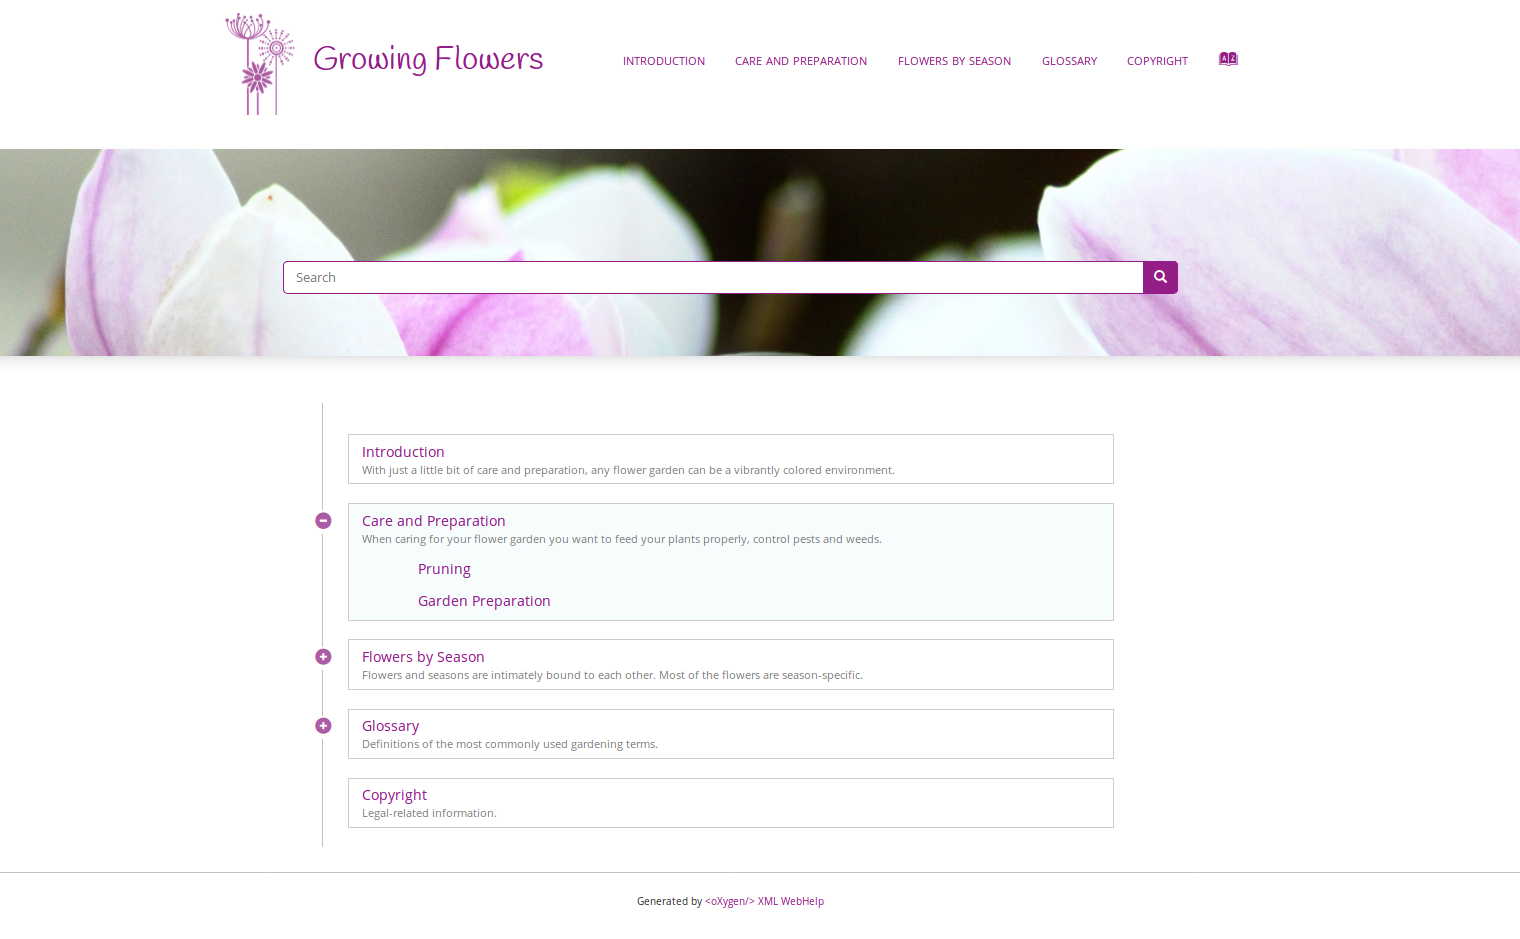 Growing Flowers
INTRODUCTION CARE AND PREPARATION FLOWERS BY SEASON GLOSSARY COPYRIGHT
Search
Introduction
With just a little bit of care and preparation, any flower garden can be a vibrantly colored environment.
Care and Preparation
When caring for your flower garden you want to feed your plants properly, control pests and weeds.
Pruning
Garden Preparation
Flowers by Season
Flowers and seasons are intimately bound to each other. Most of the flowers are season-specific.
Glossary
Definitions of the most commonly used gardening terms.
Copyright
Legal-related information.
Generated by <oXygen/> XML WebHelp